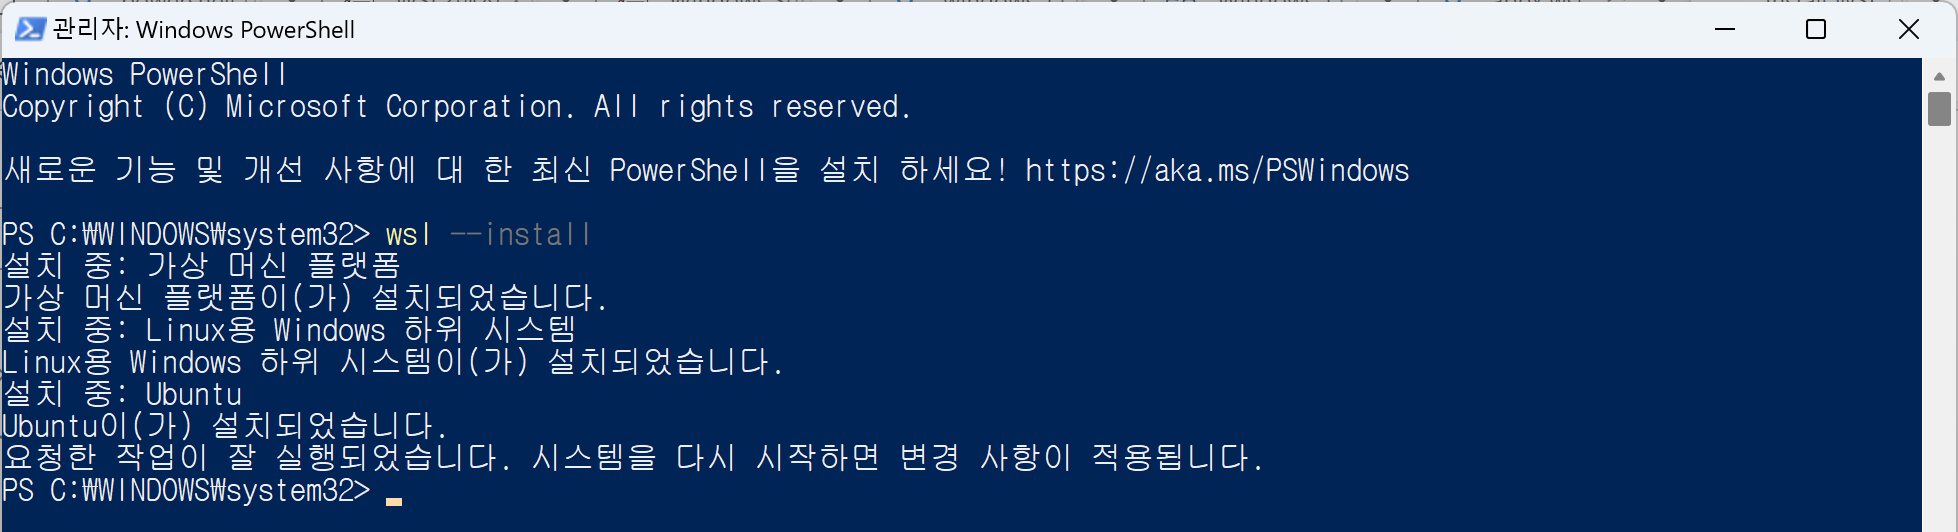 관리자: Windows PowerShell
Windows PowerShell
Copyright (C) Microsoft Corporation. All rights reserved.
새로운 기능 및 개선 사항에 대 한 최신 PowerShell을 설치 하세요! https://aka.ms/PSWindows
PS C:₩WINDOWS₩system32> wsl --install
설치 중: 가상 머신 플랫폼
가상 머신 플랫폼이(가) 설치되었습니다.
설치 중: Linux용 Windows 하위 시스템
Linux용 Windows 하위 시스템이(가) 설치되었습니다.
설치 중: Ubuntu
Ubuntu이(가) 설치되었습니다.
요청한 작업이 잘 실행되었습니다. 시스템을 다시 시작하면 변경 사항이 적용됩니다.
PS C:₩WINDOWS₩system32>